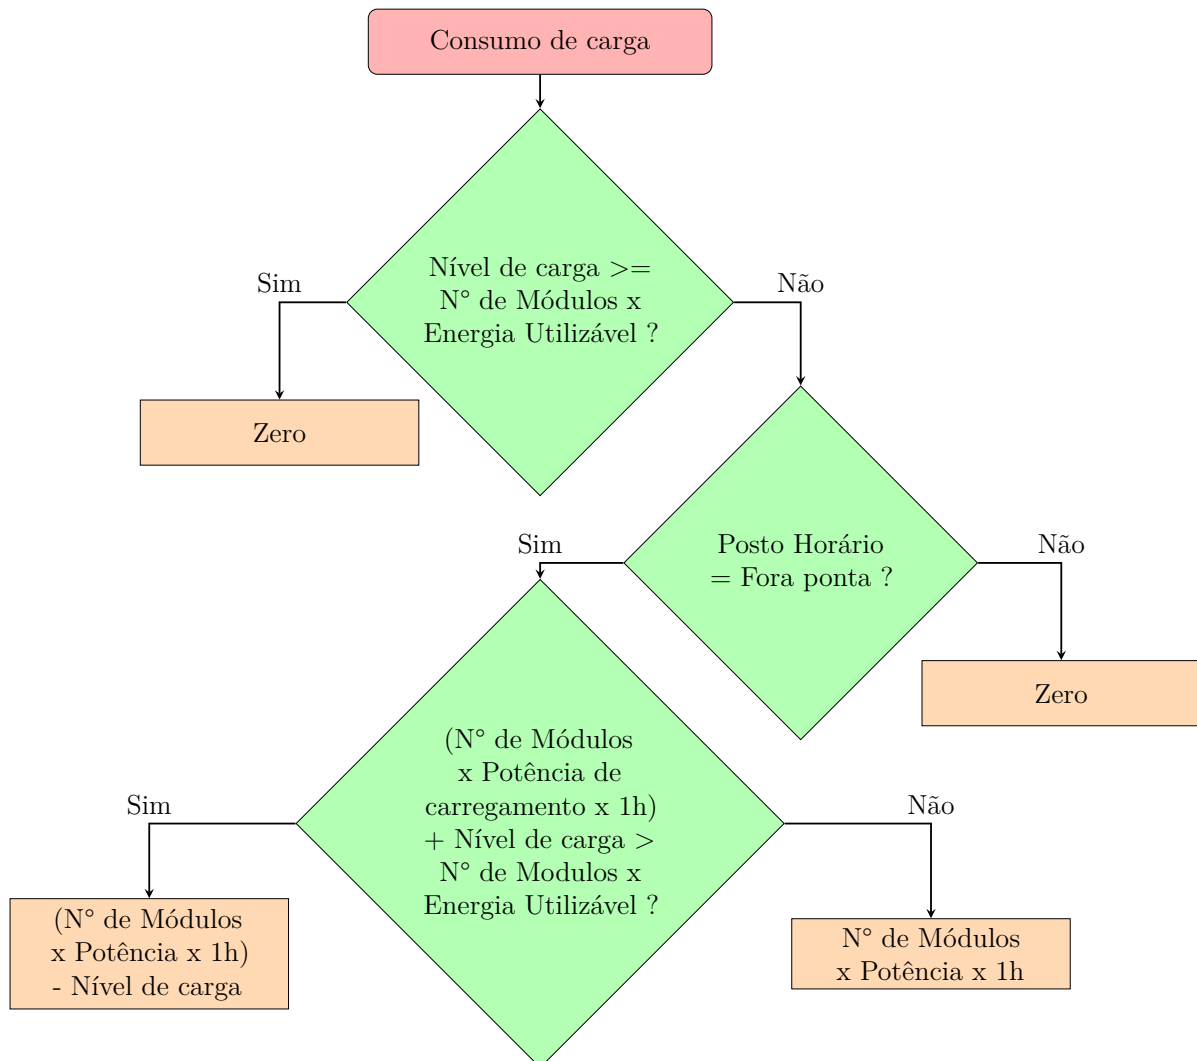 Consumo de carga
Nível de carga >=
N° de Módulos x
Energia Utilizável ?
Sim
Não
Zero
Posto Horário
= Fora ponta ?
Sim
Não
Zero
(N° de Módulos
x Potência de
carregamento x 1h)
+ Nível de carga >
N° de Modulos x
Energia Utilizável ?
Sim
Não
(N° de Módulos
x Potência x 1h)
- Nível de carga
N° de Módulos
x Potência x 1h